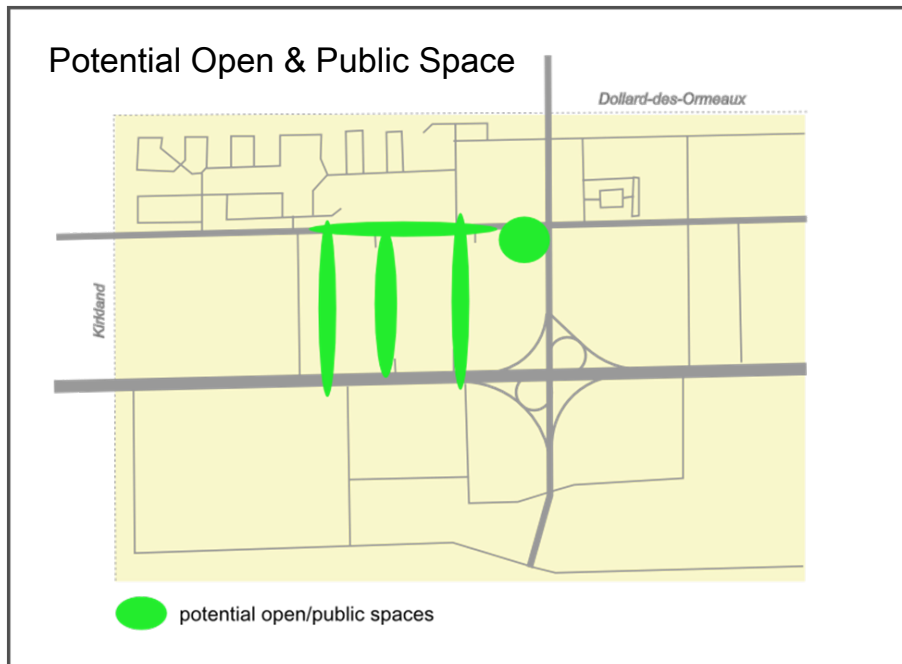 Potential Open & Public Space
Dollard-des-Ormeaux
Kirkland
potential open/public spaces